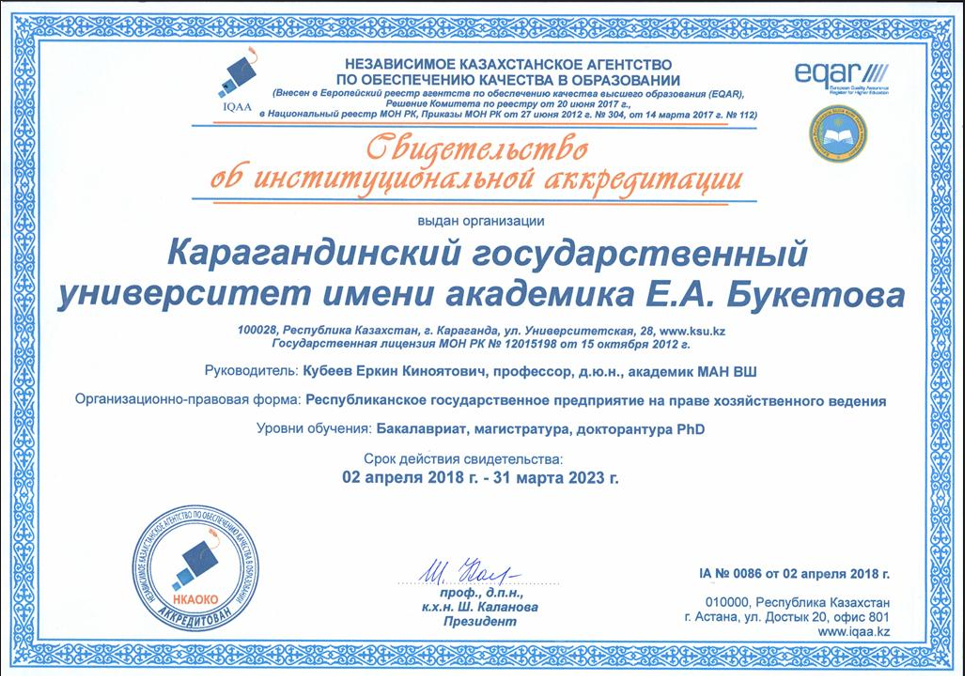 IQAA
НЕЗАВИСИМОЕ КАЗАХСТАНСКОЕ АГЕНТСТВО
ПО ОБЕСПЕЧЕНИЮ КАЧЕСТВА В ОБРАЗОВАНИИ
(Внесен в Европейский реестр агентств по обеспечению качества высшего образования (EQAR),
Решение Комитета по реестру от 20 июня 2017 г.,
в Национальный реестр МОН РК, Приказы МОН РК от 27 июня 2012 г. № 304, от 14 марта 2017 г. № 112)
eqar////
European Quality Assurance
Register for Higher Education
Свидетельство
об институциональной аккредитации
выдан организации
Карагандинский государственный
университет имени академика Е.А. Букетова
100028, Республика Казахстан, г. Караганда, ул. Университетская, 28, www.ksu.kz
Государственная лицензия МОН РК № 12015198 от 15 октября 2012 г.
Руководитель: Кубеев Еркин Киноятович, профессор, д.ю.н., академик МАН ВШ
Организационно-правовая форма: Республиканское государственное предприятие на праве хозяйственного ведения
Уровни обучения: Бакалавриат, магистратура, докторантура PhD
Срок действия свидетельства:
02 апреля 2018 г. - 31 марта 2023 г.
НЕЗАВИСИМОЕ КАЗАХСТАНСКОЕ АГЕНТСТВО ПО ОБЕСПЕЧЕНИЮ КАЧЕСТВА В ОБРАЗОВАНИИ
НКАОКО
АККРЕДИТОВАН
проф., д.п.н.,
к.х.н. Ш. Каланова
Президент
IA № 0086 от 02 апреля 2018 г.
010000, Республика Казахстан
г. Астана, ул. Достык 20, офис 801
www.iqaa.kz